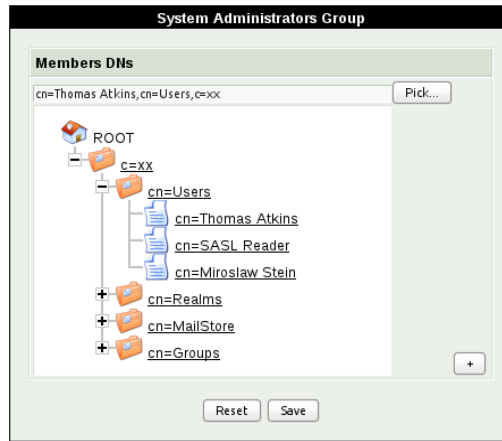 System Administrators Group
Members DNs
cn=Thomas Atkins,cn=Users,c=xx
Pick...
ROOT
c=xx
cn=Users
cn=Thomas Atkins
cn=SASL Reader
cn=Miroslaw Stein
cn=Realms
cn=MailStore
cn=Groups
+
Reset Save